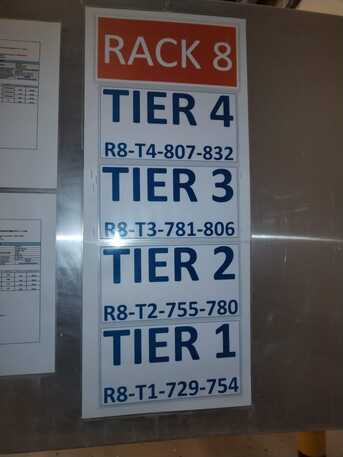 RACK 8
TIER 4
R8-T4-807-832
TIER 3
R8-T3-781-806
TIER 2
R8-T2-755-780
TIER 1
R8-T1-729-754